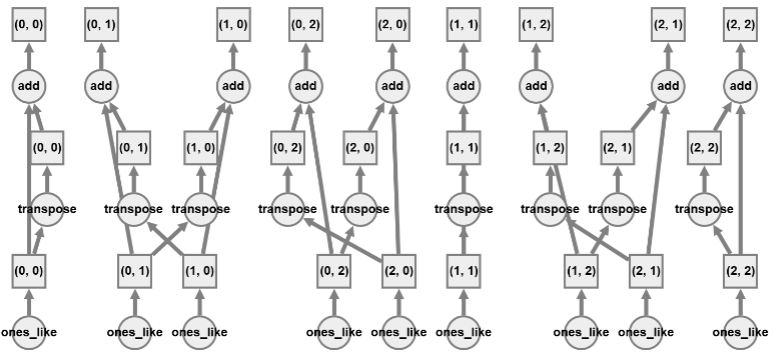 (0, 0) (0, 1) (1, 0) (0, 2) (2, 0) (1, 1) (1, 2) (2, 1) (2, 2)
add add add add add add add add add
(0, 0) (0, 1) (1, 0) (0, 2) (2, 0) (1, 1) (1, 2) (2, 1) (2, 2)
transpose transpose transpose transpose transpose transpose transpose transpose transpose
(0, 0) (0, 1) (1, 0) (0, 2) (2, 0) (1, 1) (1, 2) (2, 1) (2, 2)
ones_like ones_like ones_like ones_like ones_like ones_like ones_like ones_like ones_like